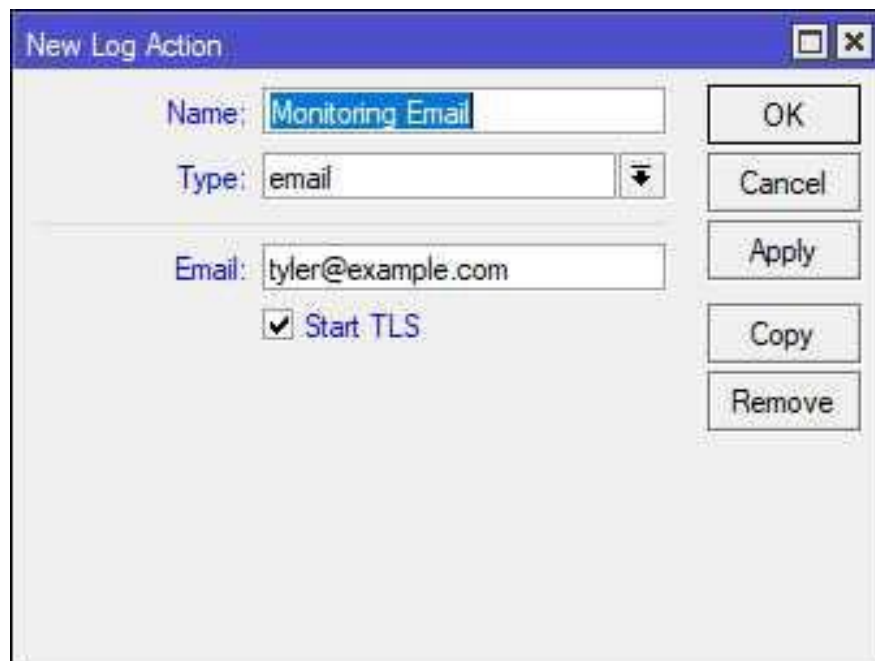 New Log Action
Name: Monitoring Email
OK
Type: email
Cancel
Apply
Email: tyler@example.com
Start TLS
Copy
Remove